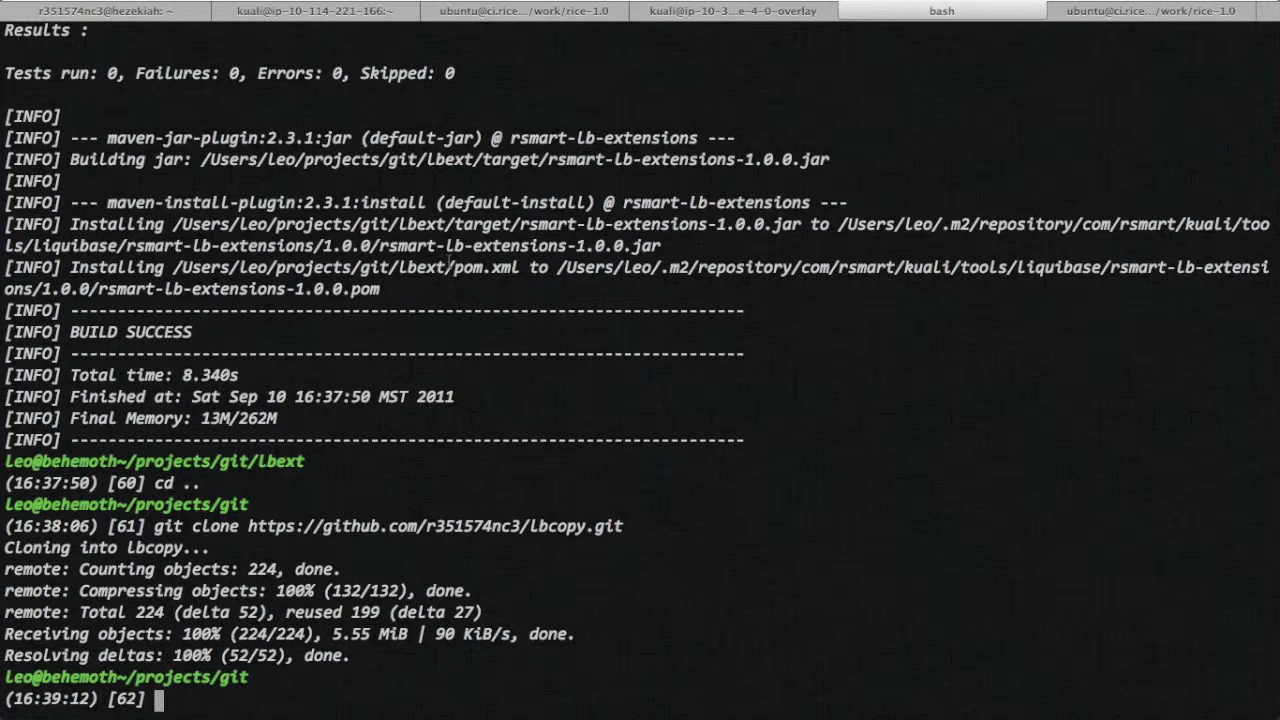 r351574nc3@hezekiah: ~
kuali@ip-10-114-221-166:~
ubuntu@ci.rice.../work/rice-1.0
kuali@ip-10-3...e-4-0-overlay
bash
ubuntu@ci.rice.../work/rice-1.0
Results :
Tests run: 0, Failures: 0, Errors: 0, Skipped: 0
[INFO]
[INFO] --- maven-jar-plugin:2.3.1:jar (default-jar) @ rsmart-lb-extensions ---
[INFO] Building jar: /Users/leo/projects/git/lbext/target/rsmart-lb-extensions-1.0.0.jar
[INFO]
[INFO] --- maven-install-plugin:2.3.1:install (default-install) @ rsmart-lb-extensions ---
[INFO] Installing /Users/leo/projects/git/lbext/target/rsmart-lb-extensions-1.0.0.jar to /Users/leo/.m2/repository/com/rsmart/kuali/too
ls/liquibase/rsmart-lb-extensions/1.0.0/rsmart-lb-extensions-1.0.0.jar
[INFO] Installing /Users/leo/projects/git/lbext/pom.xml to /Users/leo/.m2/repository/com/rsmart/kuali/tools/liquibase/rsmart-lb-extensi
ons/1.0.0/rsmart-lb-extensions-1.0.0.pom
[INFO] ------------------------------------------------------------------------
[INFO] BUILD SUCCESS
[INFO] ------------------------------------------------------------------------
[INFO] Total time: 8.340s
[INFO] Finished at: Sat Sep 10 16:37:50 MST 2011
[INFO] Final Memory: 13M/262M
[INFO] ------------------------------------------------------------------------
leo@behemoth~/projects/git/lbext
(16:37:50) [60] cd ..
leo@behemoth~/projects/git
(16:38:06) [61] git clone https://github.com/r351574nc3/lbcopy.git
Cloning into lbcopy...
remote: Counting objects: 224, done.
remote: Compressing objects: 100% (132/132), done.
remote: Total 224 (delta 52), reused 199 (delta 27)
Receiving objects: 100% (224/224), 5.55 MiB | 90 KiB/s, done.
Resolving deltas: 100% (52/52), done.
leo@behemoth~/projects/git
(16:39:12) [62]